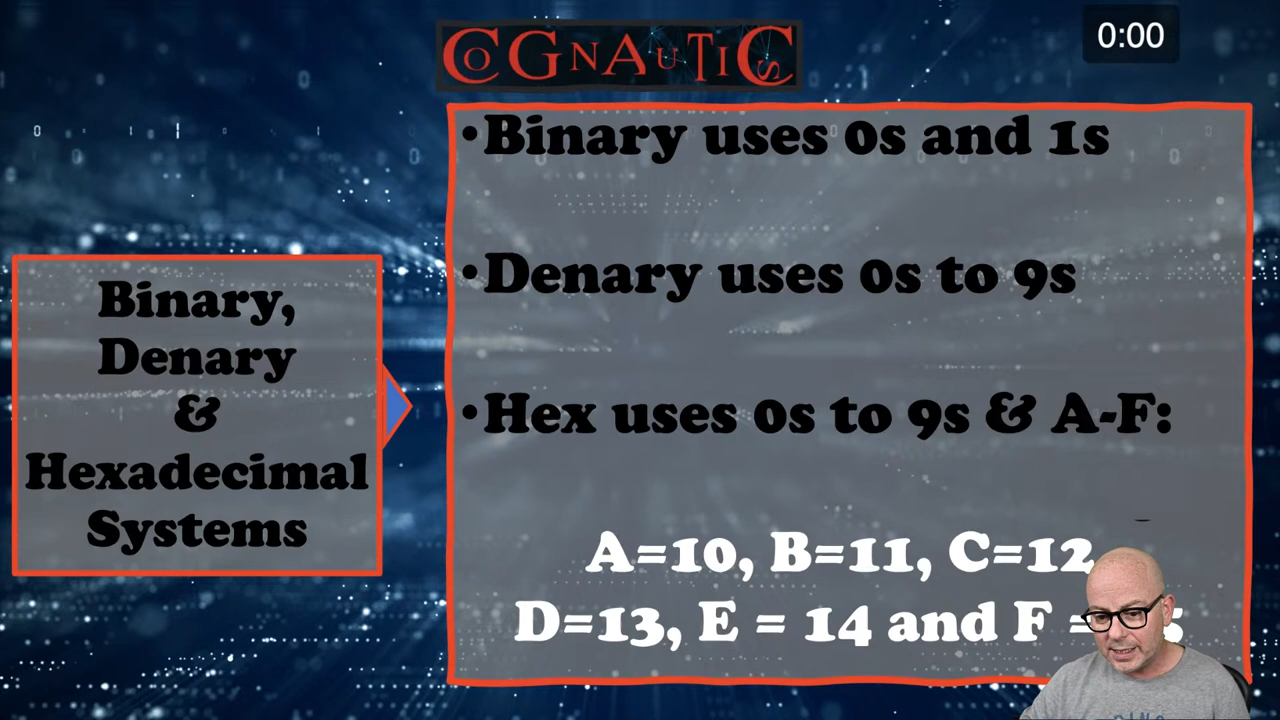 COGNAUTICS
0:00
•Binary uses 0s and 1s
•Denary uses 0s to 9s
•Hex uses 0s to 9s & A-F:
A=10, B=11, C=12
D=13, E = 14 and F =
Binary,
Denary
&
Hexadecimal
Systems